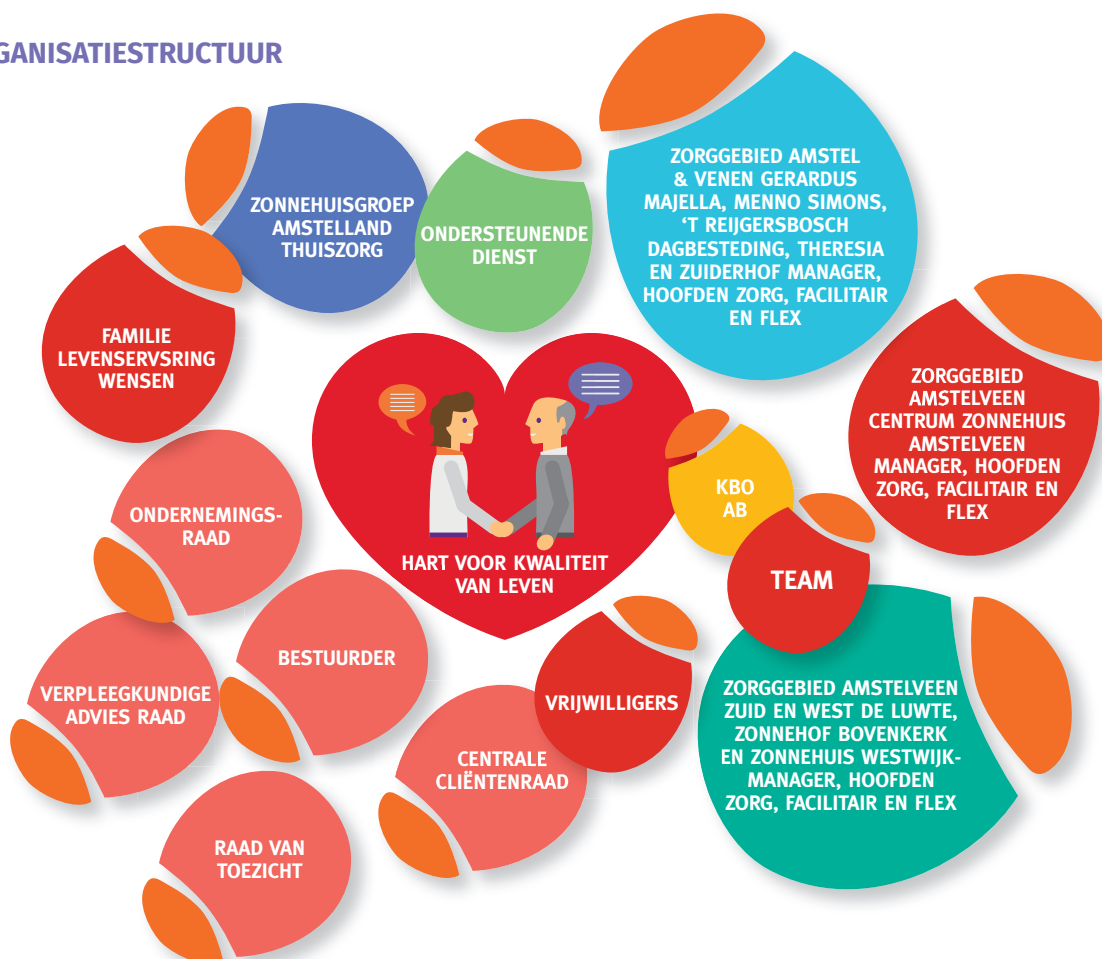 GANISATIESTRUCTUUR
ZONNEHUISGROEP
AMSTELLAND
THUISZORG
ONDERSTEUNENDE
DIENST
ZORGGEBIED AMSTEL
& VENEN GERARDUS
MAJELLA, MENNO SIMONS,
‘T REIJGERSBOSCH
DAGBESTEDING, THERESIA
EN ZUIDERHOF MANAGER,
HOOFDEN ZORG, FACILITAIR
EN FLEX
FAMILIE
LEVENSERVSRING
WENSEN
ZORGGEBIED
AMSTELVEEN
CENTRUM ZONNEHUIS
AMSTELVEEN
MANAGER, HOOFDEN
ZORG, FACILITAIR EN
FLEX
KBO
AB
ONDERNEMINGS-
RAAD
HART VOOR KWALITEIT
VAN LEVEN
TEAM
BESTUURDER
VERPLEEGKUNDIGE
ADVIES RAAD
VRIJWILLIGERS
ZORGGEBIED AMSTELVEEN
ZUID EN WEST DE LUWTE,
ZONNEHOF BOVENKERK
EN ZONNEHUIS WESTWIJK-
MANAGER, HOOFDEN
ZORG, FACILITAIR EN FLEX
CENTRALE
CLIËNTENRAAD
RAAD VAN
TOEZICHT